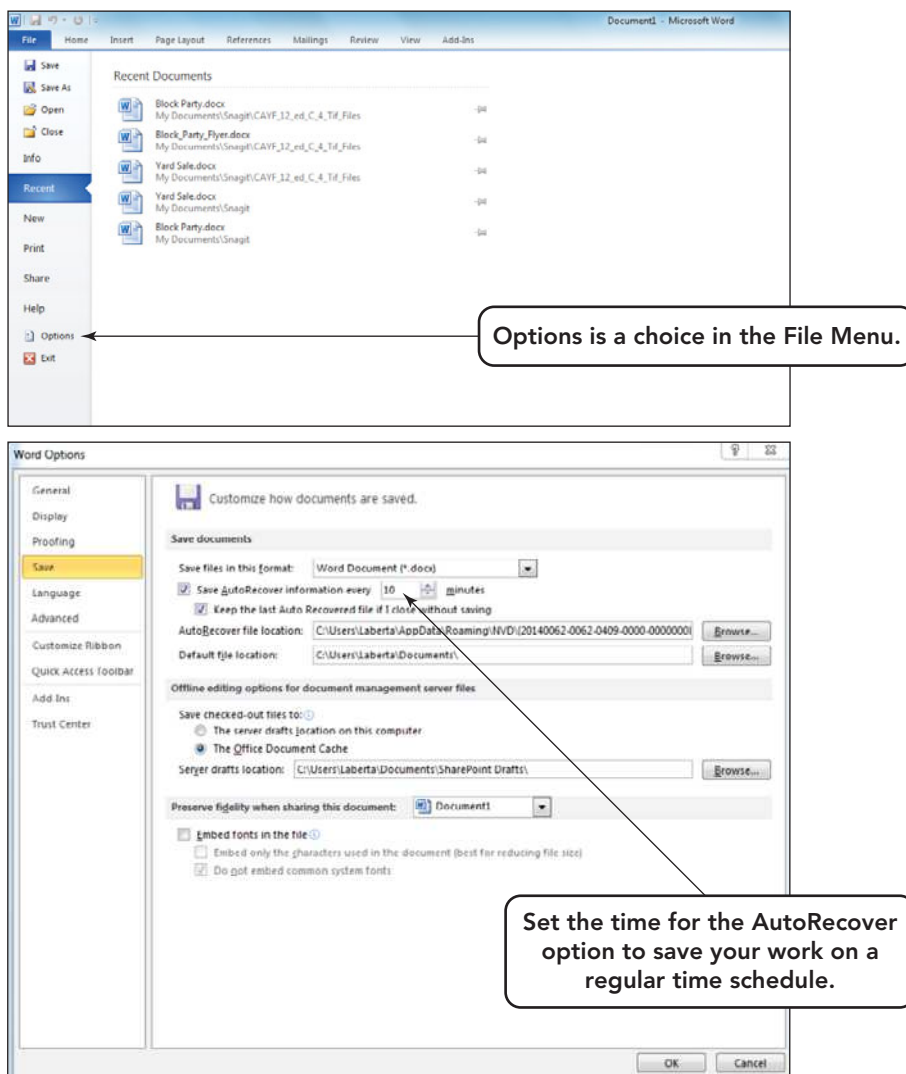 Document1 - Microsoft Word
File Home Insert Page Layout References Mailings Review View Add-Ins
Save
Save As
Open
Close
Info
Recent
New
Print
Share
Help
Options
Exit
Recent Documents
Block Party.docx
My Documents\Snagit\CAYF_12_ed_C_4_Tif_Files
Block_Party_Flyer.docx
My Documents\Snagit\CAYF_12_ed_C_4_Tif_Files
Yard Sale.docx
My Documents\Snagit\CAYF_12_ed_C_4_Tif_Files
Yard Sale.docx
My Documents\Snagit
Block Party.docx
My Documents\Snagit
Options is a choice in the File Menu.
Word Options
General
Display
Proofing
Save
Language
Advanced
Customize Ribbon
Quick Access Toolbar
Add-Ins
Trust Center
Customize how documents are saved.
Save documents
Save files in this format: Word Document (*.docx)
Save AutoRecover information every 10 minutes
Keep the last Auto Recovered file if I close without saving
AutoRecover file location: C:\Users\Laberta\AppData\Roaming\NVD\{20140062-0062-0409-0000-0000000(  Browse...
Default file location: C:\Users\Laberta\Documents\ Browse...
Offline editing options for document management server files
Save checked-out files to:
The server drafts location on this computer
The Office Document Cache
Server drafts location: C:\Users\Laberta\Documents\SharePoint Drafts\ Browse...
Preserve fidelity when sharing this document: Document1
Embed fonts in the file
Embed only the characters used in the document (best for reducing file size)
Do not embed common system fonts
Set the time for the AutoRecover
option to save your work on a
regular time schedule.
OK Cancel